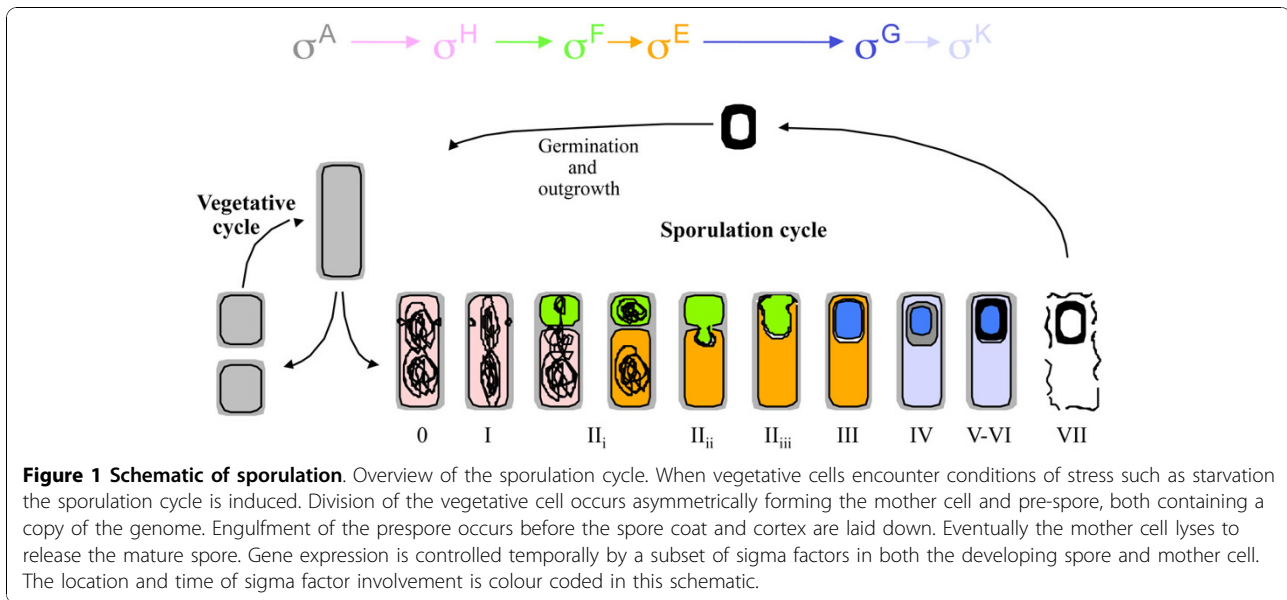 σA σH σF σE σG σK
Germination
and
outgrowth
Vegetative
cycle
Sporulation cycle
0 I IIi IIii IIiii III IV V-VI VII
Figure 1 Schematic of sporulation. Overview of the sporulation cycle. When vegetative cells encounter conditions of stress such as starvation
the sporulation cycle is induced. Division of the vegetative cell occurs asymmetrically forming the mother cell and pre-spore, both containing a
copy of the genome. Engulfment of the prespore occurs before the spore coat and cortex are laid down. Eventually the mother cell lyses to
release the mature spore. Gene expression is controlled temporally by a subset of sigma factors in both the developing spore and mother cell.
The location and time of sigma factor involvement is colour coded in this schematic.